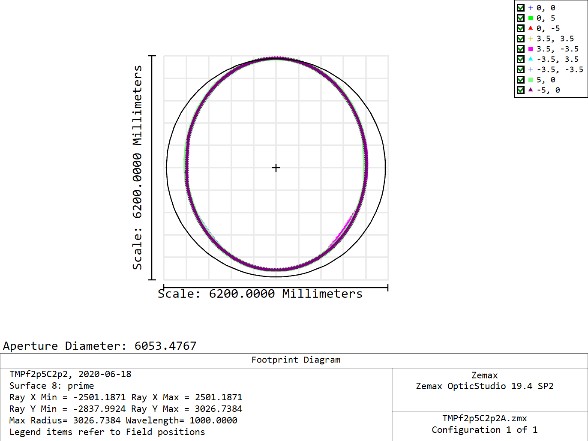 0, 0
0, 5
0, -5
3.5, 3.5
3.5, -3.5
-3.5, 3.5
-3.5, -3.5
5, 0
-5, 0
Scale: 6200.0000 Millimeters
Scale: 6200.0000 Millimeters
Aperture Diameter: 6053.4767
Footprint Diagram
TMPf2p5C2p2, 2020-06-18
Surface 8: prime
Ray X Min = -2501.1871 Ray X Max = 2501.1871
Ray Y Min = -2837.9924 Ray Y Max = 3026.7384
Max Radius= 3026.7384 Wavelength= 1000.0000
Legend items refer to Field positions
Zemax
Zemax OpticStudio 19.4 SP2
TMPf2p5C2p2A.zmx
Configuration 1 of 1